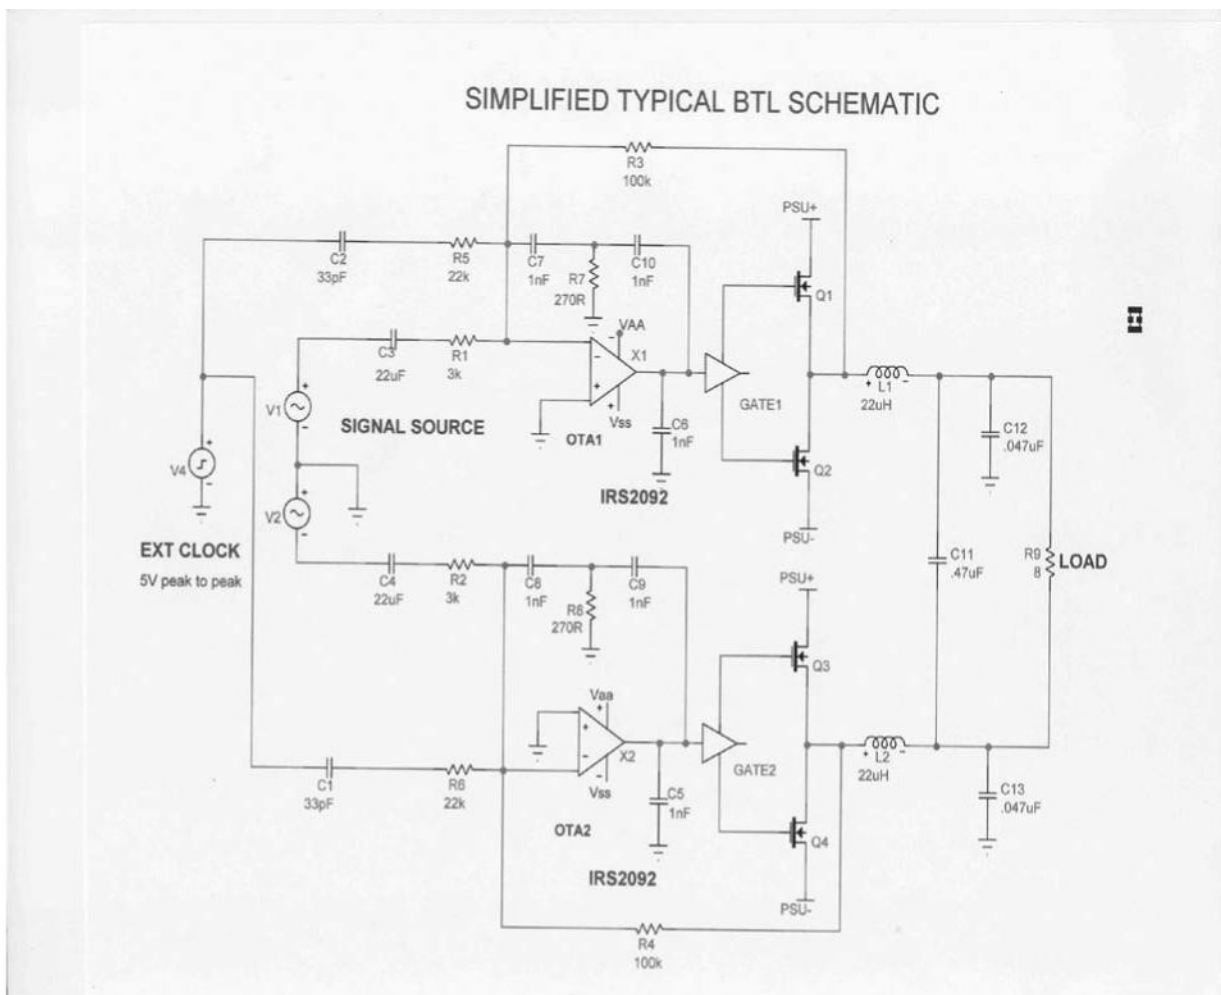 SIMPLIFIED TYPICAL BTL SCHEMATIC
R3
100k
PSU+
C2
33pF
R5
22k
C7
1nF
R7
270R
C10
1nF
Q1
VAA
C3
22uF
R1
3k
X1
V1
SIGNAL SOURCE
OTA1
Vss
C6
1nF
GATE1
L1
22uH
C12
.047uF
V4
Q2
IRS2092
V2
PSU-
EXT CLOCK
5V peak to peak
C4
22uF
R2
3k
C8
1nF
R8
270R
C9
1nF
PSU+
C11
.47uF
R9
8
LOAD
Q3
Vaa
X2
Vss
C1
33pF
R6
22k
GATE2
L2
22uH
C5
1nF
C13
.047uF
OTA2
Q4
IRS2092
PSU-
R4
100k